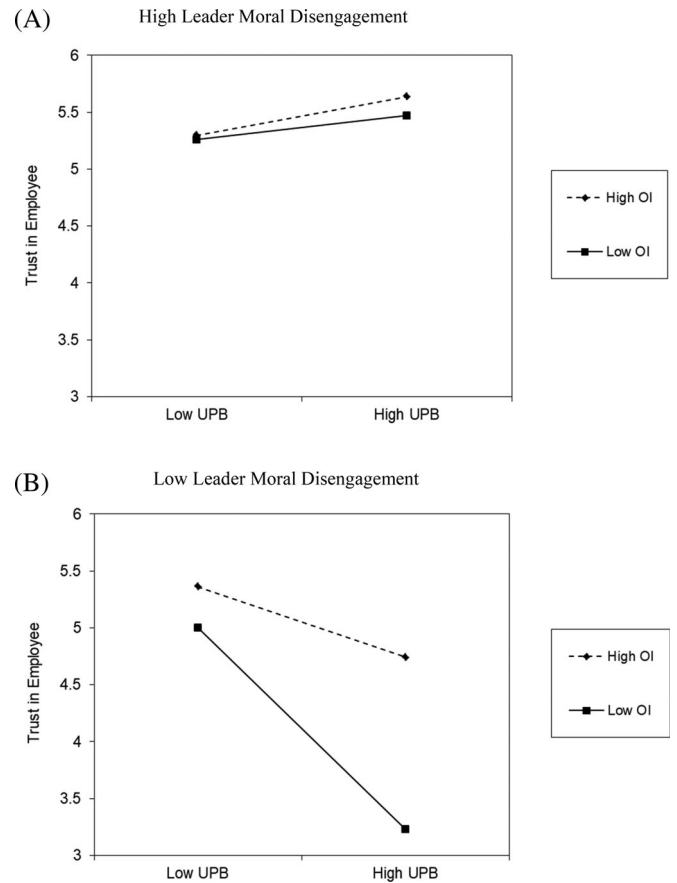 (A)
High Leader Moral Disengagement
6
5.5
5
4.5
4
3.5
3
Trust in Employee
Low UPB High UPB
High OI
Low OI
(B)
Low Leader Moral Disengagement
6
5.5
5
4.5
4
3.5
3
Trust in Employee
Low UPB High UPB
High OI
Low OI